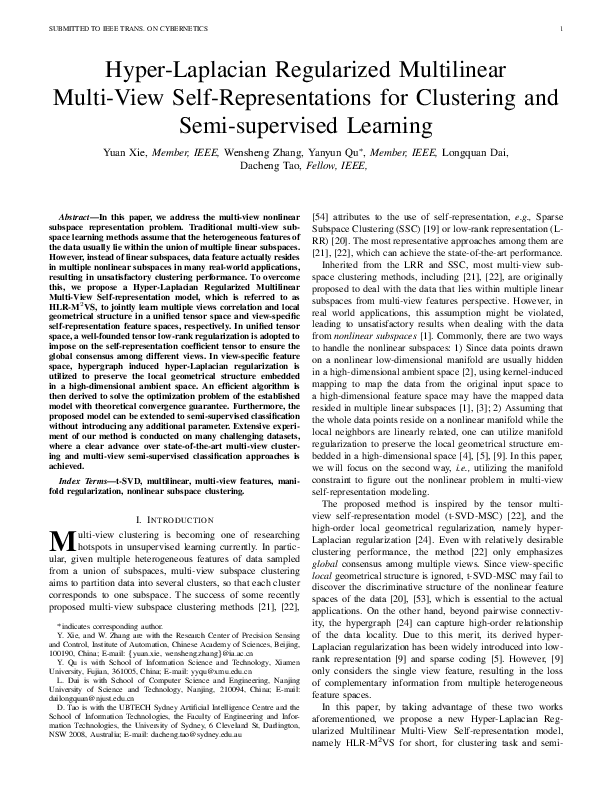 SUBMITTED TO IEEE TRANS. ON CYBERNETICS
1
Hyper-Laplacian Regularized Multilinear
Multi-View Self-Representations for Clustering and
Semi-supervised Learning
Yuan Xie, Member, IEEE, Wensheng Zhang, Yanyun Qu*, Member, IEEE, Longquan Dai,
Dacheng Tao, Fellow, IEEE,
Abstract—In this paper, we address the multi-view nonlinear
subspace representation problem. Traditional multi-view sub-
space learning methods assume that the heterogeneous features of
the data usually lie within the union of multiple linear subspaces.
However, instead of linear subspaces, data feature actually resides
in multiple nonlinear subspaces in many real-world applications,
resulting in unsatisfactory clustering performance. To overcome
this, we propose a Hyper-Laplacian Regularized Multilinear
Multi-View Self-representation model, which is referred to as
HLR-M²VS, to jointly learn multiple views correlation and local
geometrical structure in a unified tensor space and view-specific
self-representation feature spaces, respectively. In unified tensor
space, a well-founded tensor low-rank regularization is adopted to
impose on the self-representation coefficient tensor to ensure the
global consensus among different views. In view-specific feature
space, hypergraph induced hyper-Laplacian regularization is
utilized to preserve the local geometrical structure embedded
in a high-dimensional ambient space. An efficient algorithm is
then derived to solve the optimization problem of the established
model with theoretical convergence guarantee. Furthermore, the
proposed model can be extended to semi-supervised classification
without introducing any additional parameter. Extensive experi-
ment of our method is conducted on many challenging datasets,
where a clear advance over state-of-the-art multi-view cluster-
ing and multi-view semi-supervised classification approaches is
achieved.
Index Terms—t-SVD, multilinear, multi-view features, mani-
fold regularization, nonlinear subspace clustering.
I. INTRODUCTION
Multi-view clustering is becoming one of researching
hotspots in unsupervised learning currently. In partic-
ular, given multiple heterogeneous features of data sampled
from a union of subspaces, multi-view subspace clustering
aims to partition data into several clusters, so that each cluster
corresponds to one subspace. The success of some recently
proposed multi-view subspace clustering methods [21], [22],
*indicates corresponding author.
Y. Xie, and W. Zhang are with the Research Center of Precision Sensing
and Control, Institute of Automation, Chinese Academy of Sciences, Beijing,
100190, China; E-mail: {yuan.xie, wensheng.zhang}@ia.ac.cn
Y. Qu is with School of Information Science and Technology, Xiamen
University, Fujian, 361005, China; E-mail: yyqu@xmu.edu.cn
L. Dai is with School of Computer Science and Engineering, Nanjing
University of Science and Technology, Nanjing, 210094, China; E-mail:
dailongquan@njust.edu.cn
D. Tao is with the UBTECH Sydney Artificial Intelligence Centre and the
School of Information Technologies, the Faculty of Engineering and Infor-
mation Technologies, the University of Sydney, 6 Cleveland St, Darlington,
NSW 2008, Australia; E-mail: dacheng.tao@sydney.edu.au
[54] attributes to the use of self-representation, e.g., Sparse
Subspace Clustering (SSC) [19] or low-rank representation (L-
RR) [20]. The most representative approaches among them are
[21], [22], which can achieve the state-of-the-art performance.
Inherited from the LRR and SSC, most multi-view sub-
space clustering methods, including [21], [22], are originally
proposed to deal with the data that lies within multiple linear
subspaces from multi-view features perspective. However, in
real world applications, this assumption might be violated,
leading to unsatisfactory results when dealing with the data
from nonlinear subspaces [1]. Commonly, there are two ways
to handle the nonlinear subspaces: 1) Since data points drawn
on a nonlinear low-dimensional manifold are usually hidden
in a high-dimensional ambient space [2], using kernel-induced
mapping to map the data from the original input space to
a high-dimensional feature space may have the mapped data
resided in multiple linear subspaces [1], [3]; 2) Assuming that
the whole data points reside on a nonlinear manifold while the
local neighbors are linearly related, one can utilize manifold
regularization to preserve the local geometrical structure em-
bedded in a high-dimensional space [4], [5], [9]. In this paper,
we will focus on the second way, i.e., utilizing the manifold
constraint to figure out the nonlinear problem in multi-view
self-representation modeling.
The proposed method is inspired by the tensor multi-
view self-representation model (t-SVD-MSC) [22], and the
high-order local geometrical regularization, namely hyper-
Laplacian regularization [24]. Even with relatively desirable
clustering performance, the method [22] only emphasizes
global consensus among multiple views. Since view-specific
local geometrical structure is ignored, t-SVD-MSC may fail to
discover the discriminative structure of the nonlinear feature
spaces of the data [20], [53], which is essential to the actual
applications. On the other hand, beyond pairwise connectiv-
ity, the hypergraph [24] can capture high-order relationship
of the data locality. Due to this merit, its derived hyper-
Laplacian regularization has been widely introduced into low-
rank representation [9] and sparse coding [5]. However, [9]
only considers the single view feature, resulting in the loss
of complementary information from multiple heterogeneous
feature spaces.
In this paper, by taking advantage of these two works
aforementioned, we propose a new Hyper-Laplacian Reg-
ularized Multilinear Multi-View Self-representation model,
namely HLR-M²VS for short, for clustering task and semi-